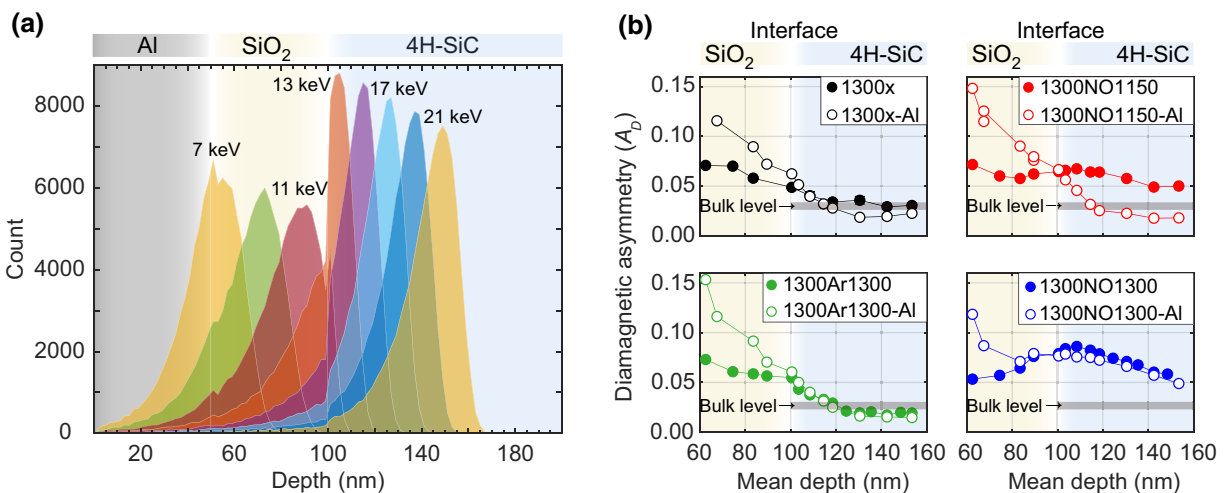 (a)
Al SiO₂ 4H-SiC
13 keV
17 keV
21 keV
7 keV
11 keV
8000
6000
4000
2000
0
Count
20 60 100 140 180
Depth (nm)
(b)
Interface
SiO₂ 4H-SiC
1300x
1300x-Al
Bulk level
0.15
0.10
0.05
0.00
Interface
SiO₂ 4H-SiC
1300NO1150
1300NO1150-Al
Bulk level
1300Ar1300
1300Ar1300-Al
Bulk level
0.15
0.10
0.05
0.00
60 80 100 120 140 160
Mean depth (nm)
1300NO1300
1300NO1300-Al
Bulk level
60 80 100 120 140 160
Mean depth (nm)
Diamagnetic asymmetry (A_D)